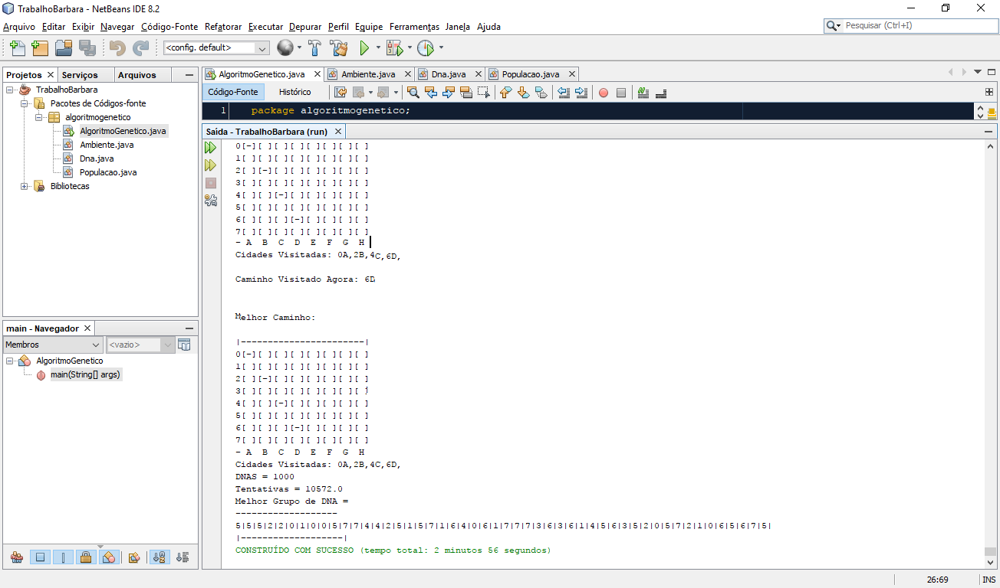 TrabalhoBarbara - NetBeans IDE 8.2
Arquivo Editar Exibir Navegar Código-Fonte Refatorar Executar Depurar Perfil Equipe Ferramentas Janela Ajuda
Pesquisar (Ctrl+I)
<config. default>
Projetos Serviços Arquivos
TrabalhoBarbara
Pacotes de Códigos-fonte
algoritmogenetico
AlgoritmoGenetico.java
Ambiente.java
Dna.java
Populacao.java
Bibliotecas
main - Navegador
Membros <vazio>
AlgoritmoGenetico
main(String[] args)
AlgoritmoGenetico.java Ambiente.java Dna.java Populacao.java
Código-Fonte Histórico
1 package algoritmogenetico;
Saída - TrabalhoBarbara (run)
0[-][ ][ ][ ][ ][ ][ ][ ]
1[ ][ ][ ][ ][ ][ ][ ][ ]
2[ ][-][ ][ ][ ][ ][ ][ ]
3[ ][ ][ ][ ][ ][ ][ ][ ]
4[ ][ ][-][ ][ ][ ][ ][ ]
5[ ][ ][ ][ ][ ][ ][ ][ ]
6[ ][ ][ ][-][ ][ ][ ][ ]
7[ ][ ][ ][ ][ ][ ][ ][ ]
- A B C D E F G H
Cidades Visitadas: 0A,2B,4C,6D,
Caminho Visitado Agora: 6D
Melhor Caminho:
|-----------------------|
0[-][ ][ ][ ][ ][ ][ ][ ]
1[ ][ ][ ][ ][ ][ ][ ][ ]
2[ ][-][ ][ ][ ][ ][ ][ ]
3[ ][ ][ ][ ][ ][ ][ ][ ]
4[ ][ ][-][ ][ ][ ][ ][ ]
5[ ][ ][ ][ ][ ][ ][ ][ ]
6[ ][ ][ ][-][ ][ ][ ][ ]
7[ ][ ][ ][ ][ ][ ][ ][ ]
- A B C D E F G H
Cidades Visitadas: 0A,2B,4C,6D,
DNAS = 1000
Tentativas = 10572.0
Melhor Grupo de DNA =
-------------------
5|5|5|2|2|0|1|0|0|5|7|7|4|4|2|5|1|5|7|1|6|4|0|6|1|7|7|7|3|6|3|6|1|4|5|6|3|5|2|0|5|7|2|1|0|6|5|6|7|5|
|-------------------|
CONSTRUÍDO COM SUCESSO (tempo total: 2 minutos 56 segundos)
26:69 INS